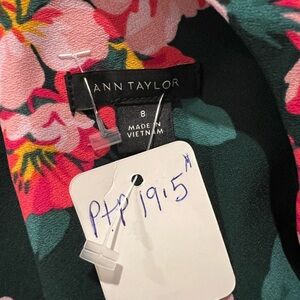 ANN TAYLOR
8
MADE IN
VIETNAM
PtP 19.5"